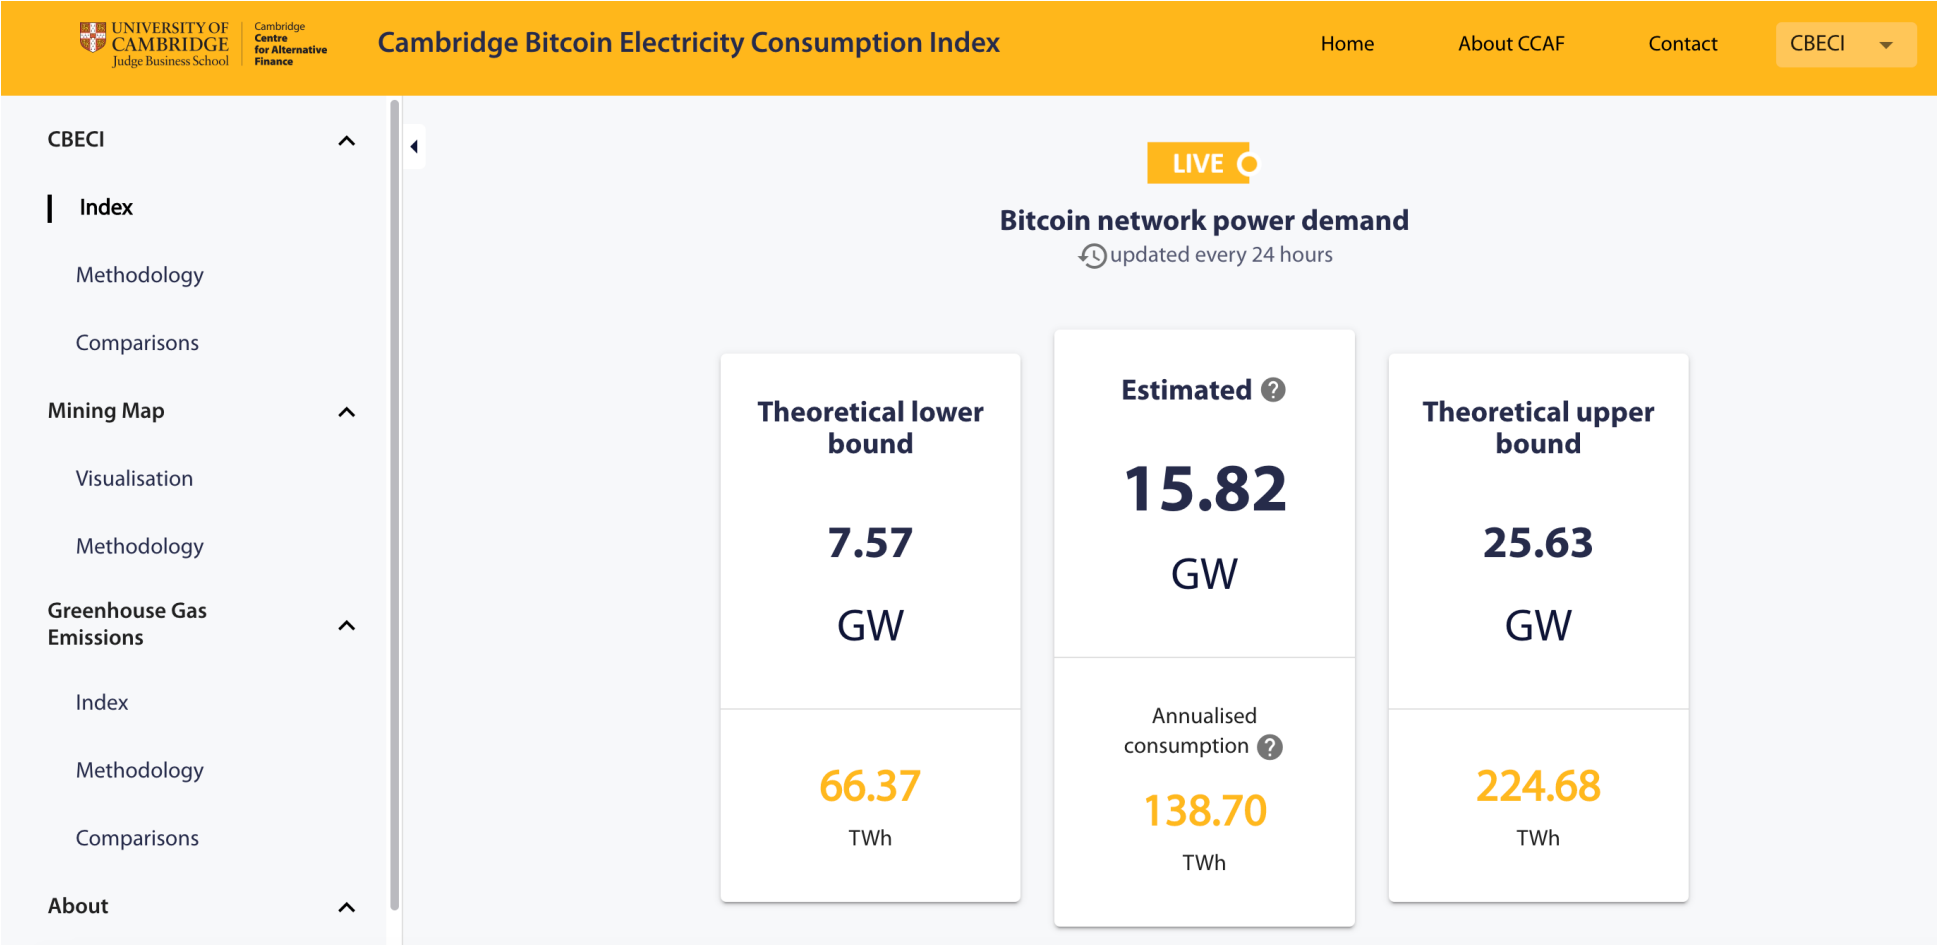 UNIVERSITY OF
CAMBRIDGE
Judge Business School
Cambridge
Centre
for Alternative
Finance
Cambridge Bitcoin Electricity Consumption Index
Home
About CCAF
Contact
CBECI
CBECI
Index
Methodology
Comparisons
Mining Map
Visualisation
Methodology
Greenhouse Gas
Emissions
Index
Methodology
Comparisons
About
LIVE
Bitcoin network power demand
updated every 24 hours
Theoretical lower
bound
7.57
GW
66.37
TWh
Estimated ?
15.82
GW
Annualised
consumption ?
138.70
TWh
Theoretical upper
bound
25.63
GW
224.68
TWh